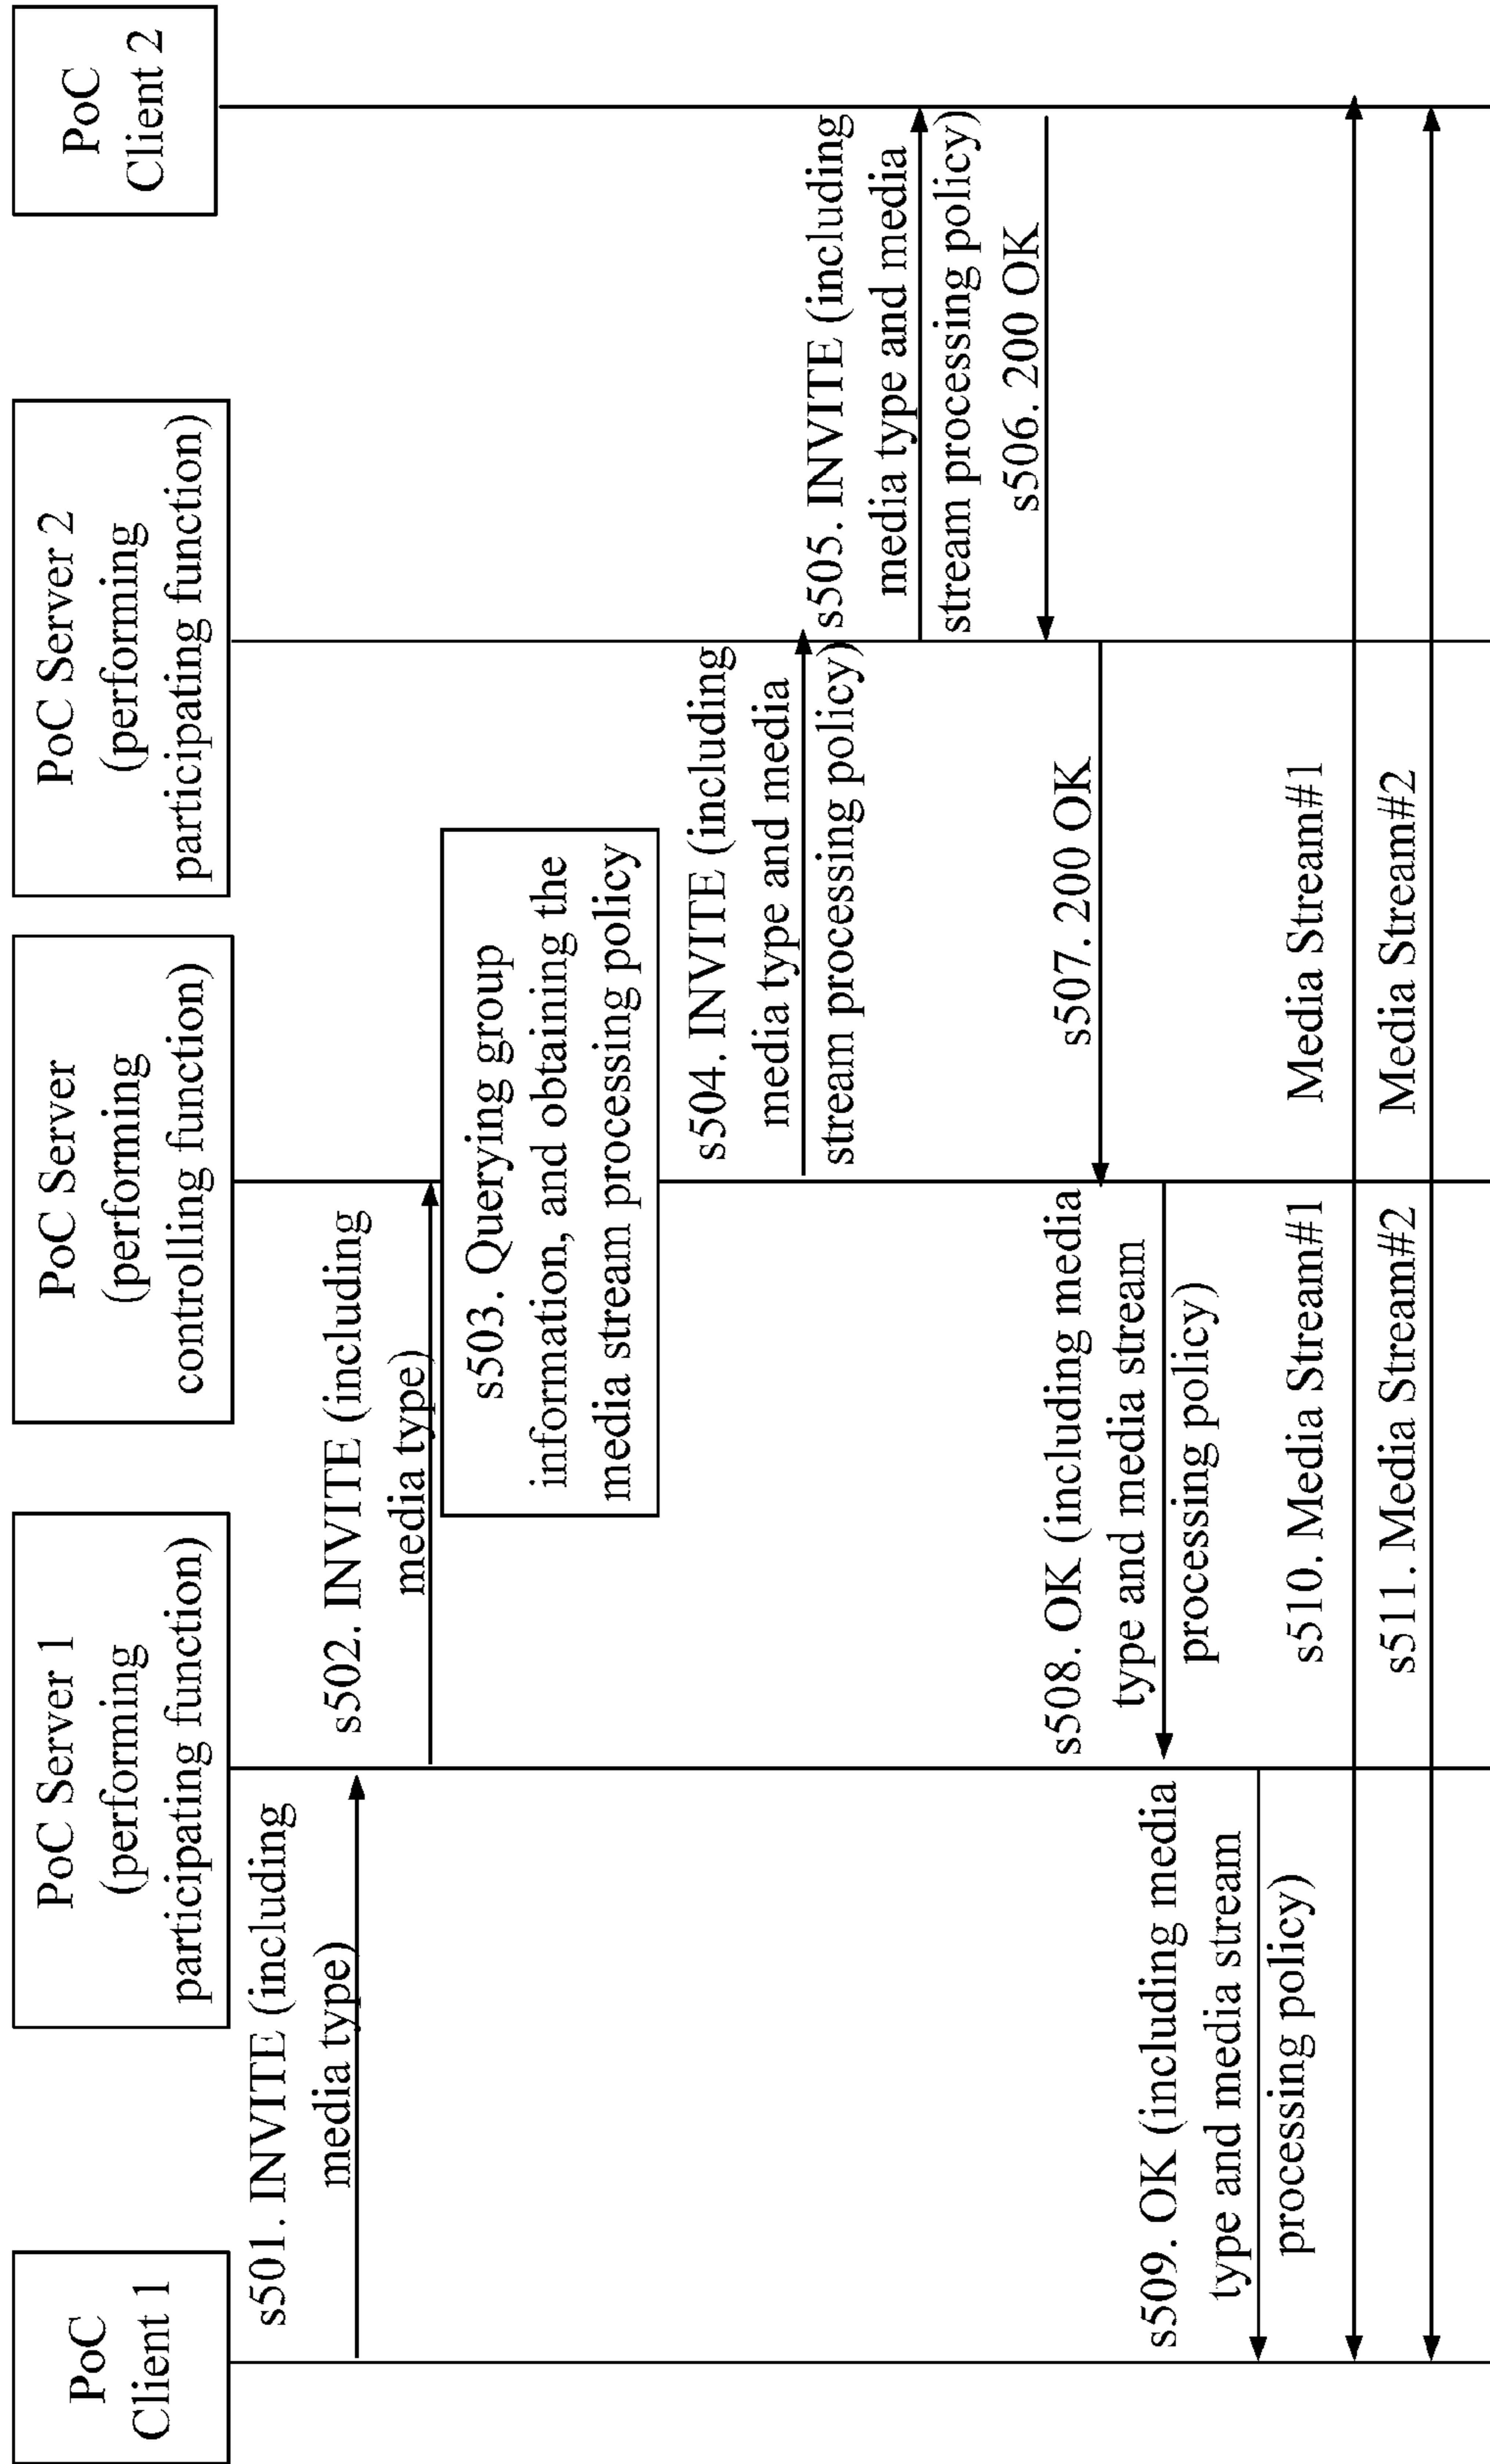 PoC
Client 1
PoC Server 1
(performing
participating function)
PoC Server
(performing
controlling function)
PoC Server 2
(performing
participating function)
PoC
Client 2
s501. INVITE (including
media type)
s502. INVITE (including
media type)
s503. Querying group
information, and obtaining the
media stream processing policy
s504. INVITE (including
media type and media
stream processing policy)
s505. INVITE (including
media type and media
stream processing policy)
s506. 200 OK
s507. 200 OK
s508. OK (including media
type and media stream
processing policy)
s509. OK (including media
type and media stream
processing policy)
s510. Media Stream#1
Media Stream#1
s511. Media Stream#2
Media Stream#2